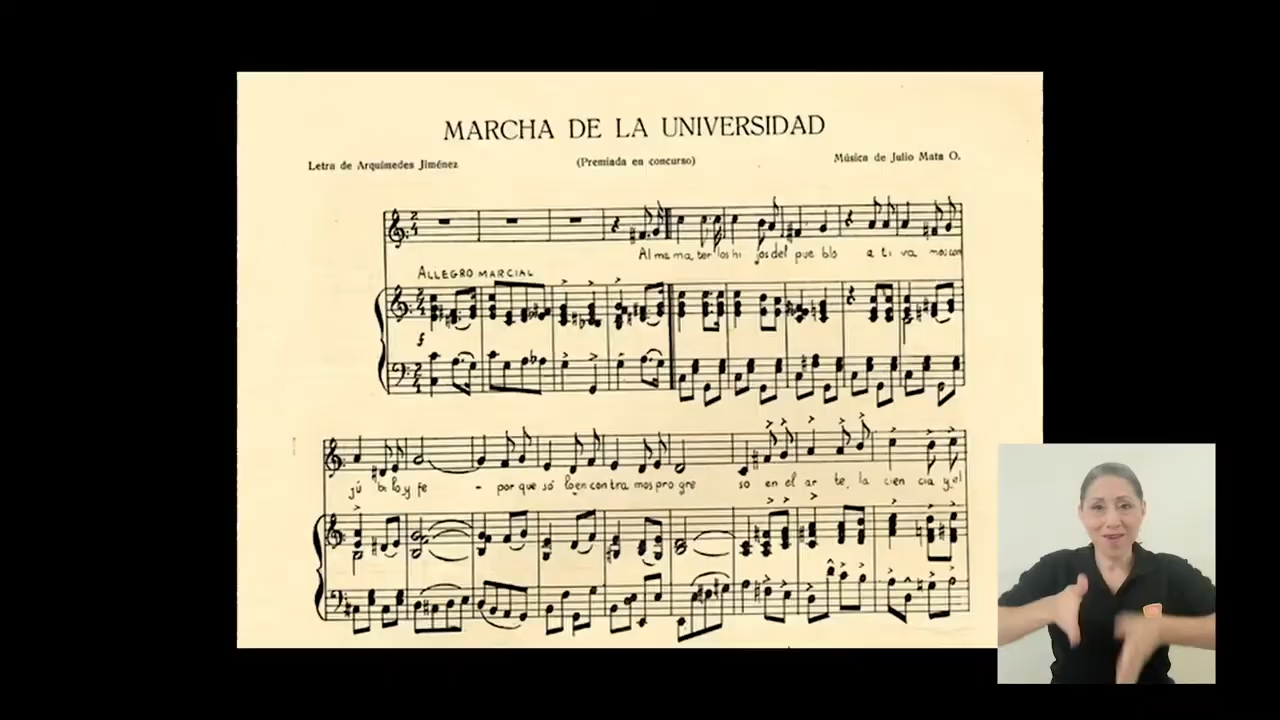 MARCHA DE LA UNIVERSIDAD
Letra de Arquimedes Jiménez (Premiada en concurso) Música de Julio Mata O.
Al ma ma, ter los hi jos del pue blo a ti va mos con
ALLEGRO MARCIAL
f
jú bi lo y fe - por que só lo en con tra mos pro gre so en el ar te, la cien cia y el